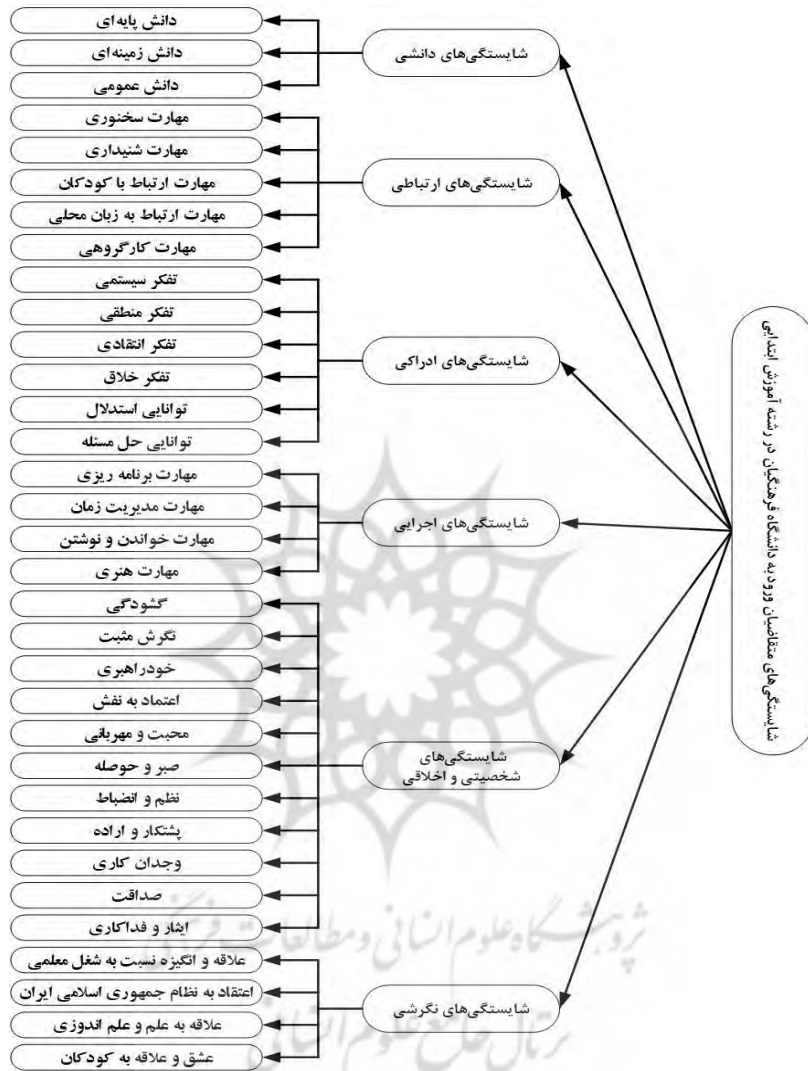 شایستگی‌های متقاضیان ورود به دانشگاه فرهنگیان در رشته آموزش ابتدایی
شایستگی‌های دانشی
دانش پایه‌ای
دانش زمینه‌ای
دانش عمومی
شایستگی‌های ارتباطی
مهارت سخنوری
مهارت شنیداری
مهارت ارتباط با کودکان
مهارت ارتباط به زبان محلی
مهارت کارگروهی
شایستگی‌های ادراکی
تفکر سیستمی
تفکر منطقی
تفکر انتقادی
تفکر خلاق
توانایی استدلال
توانایی حل مسئله
شایستگی‌های اجرایی
مهارت برنامه ریزی
مهارت مدیریت زمان
مهارت خواندن و نوشتن
مهارت هنری
شایستگی‌های
شخصیتی و اخلاقی
گشودگی
نگرش مثبت
خودراهبری
اعتماد به نفش
محبت و مهربانی
صبر و حوصله
نظم و انضباط
پشتکار و اراده
وجدان کاری
صداقت
ایثار و فداکاری
شایستگی‌های نگرشی
علاقه و انگیزه نسبت به شغل معلمی
اعتقاد به نظام جمهوری اسلامی ایران
علاقه به علم و علم اندوزی
عشق و علاقه به کودکان
پژوهشگاه علوم انسانی و مطالعات فرهنگی
پرتال جامع علوم انسانی